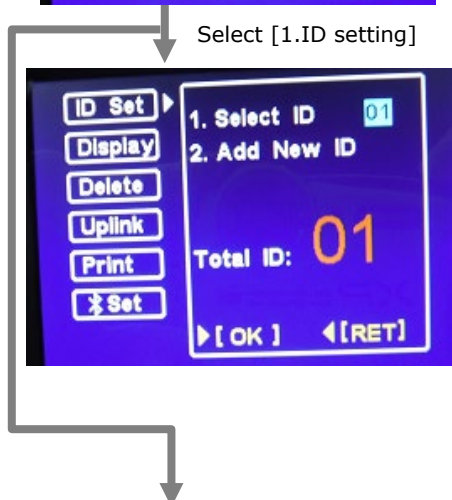 Select [1.ID setting]
ID Set
1. Select ID 01
Display
2. Add New ID
Delete
Uplink
Print
Total ID: 01
Set
[ OK ] [RET]